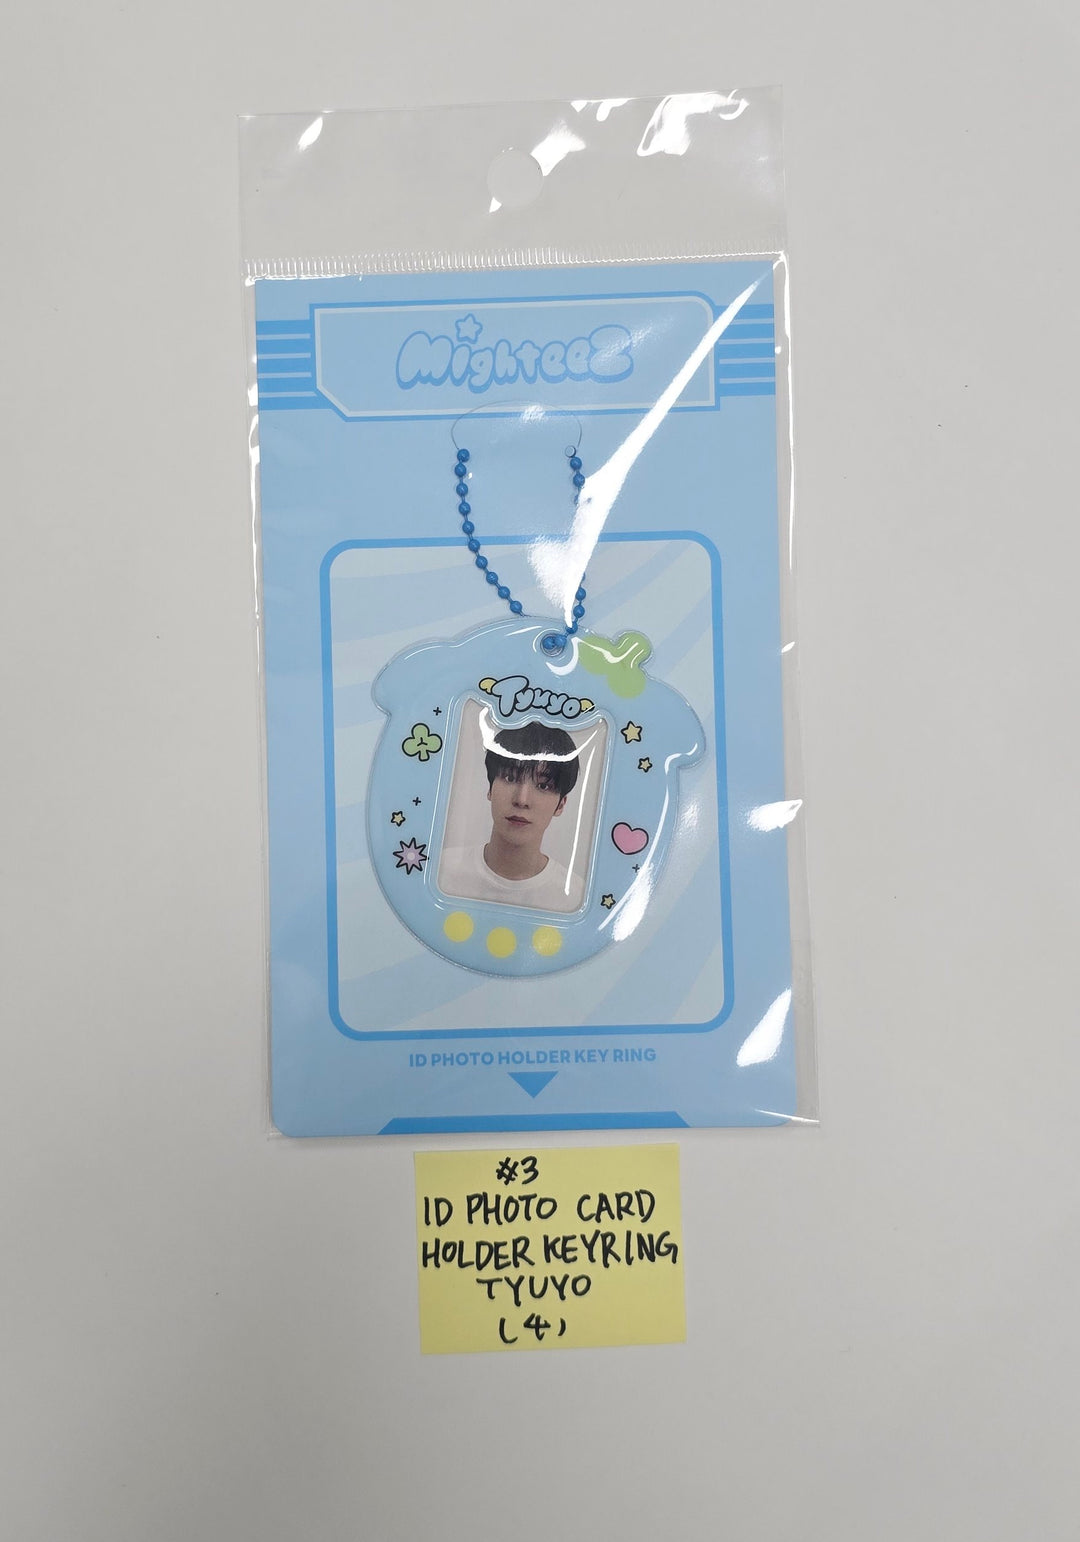 MighteeZ
Tyuyo
ID PHOTO HOLDER KEY RING
#3
ID PHOTO CARD
HOLDER KEYRING
TYUYO
(4)